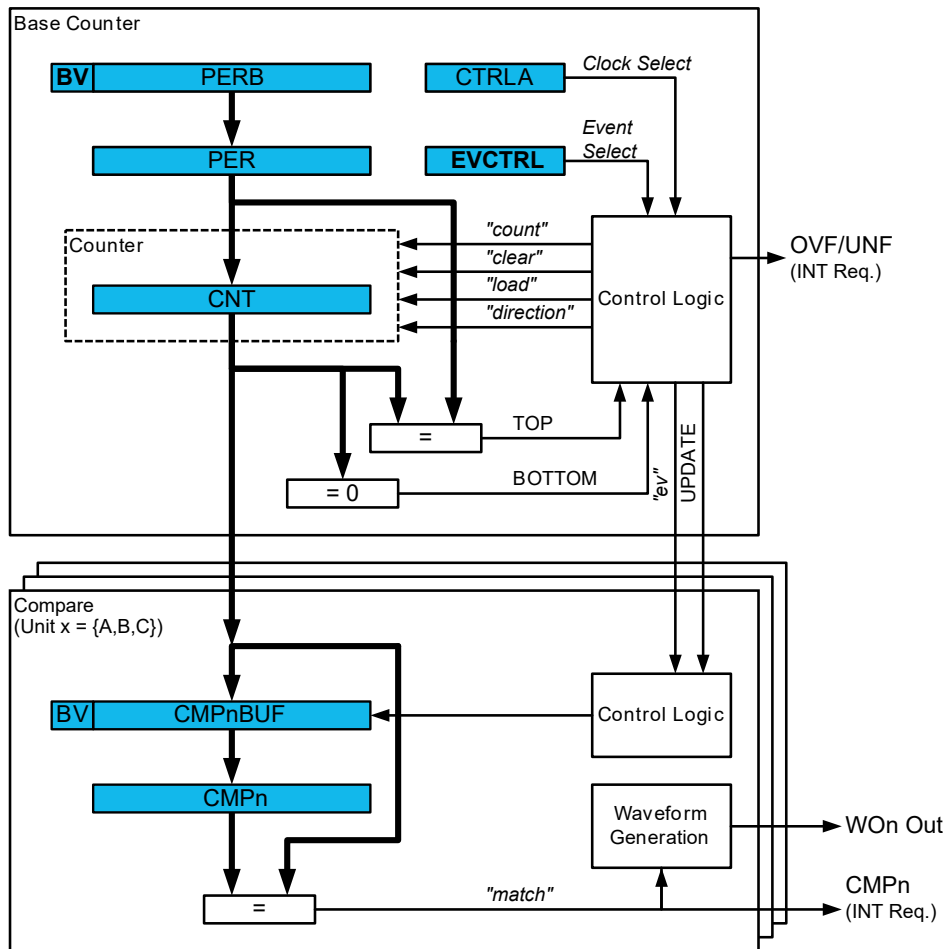 Base Counter
BV PERB
CTRLA
Clock Select
PER
EVCTRL
Event
Select
Counter
CNT
"count"
"clear"
"load"
"direction"
Control Logic
OVF/UNF
(INT Req.)
=
TOP
= 0
BOTTOM
"ev"
UPDATE
Compare
(Unit x = {A,B,C})
BV CMPnBUF
Control Logic
CMPn
Waveform
Generation
WOn Out
=
"match"
CMPn
(INT Req.)